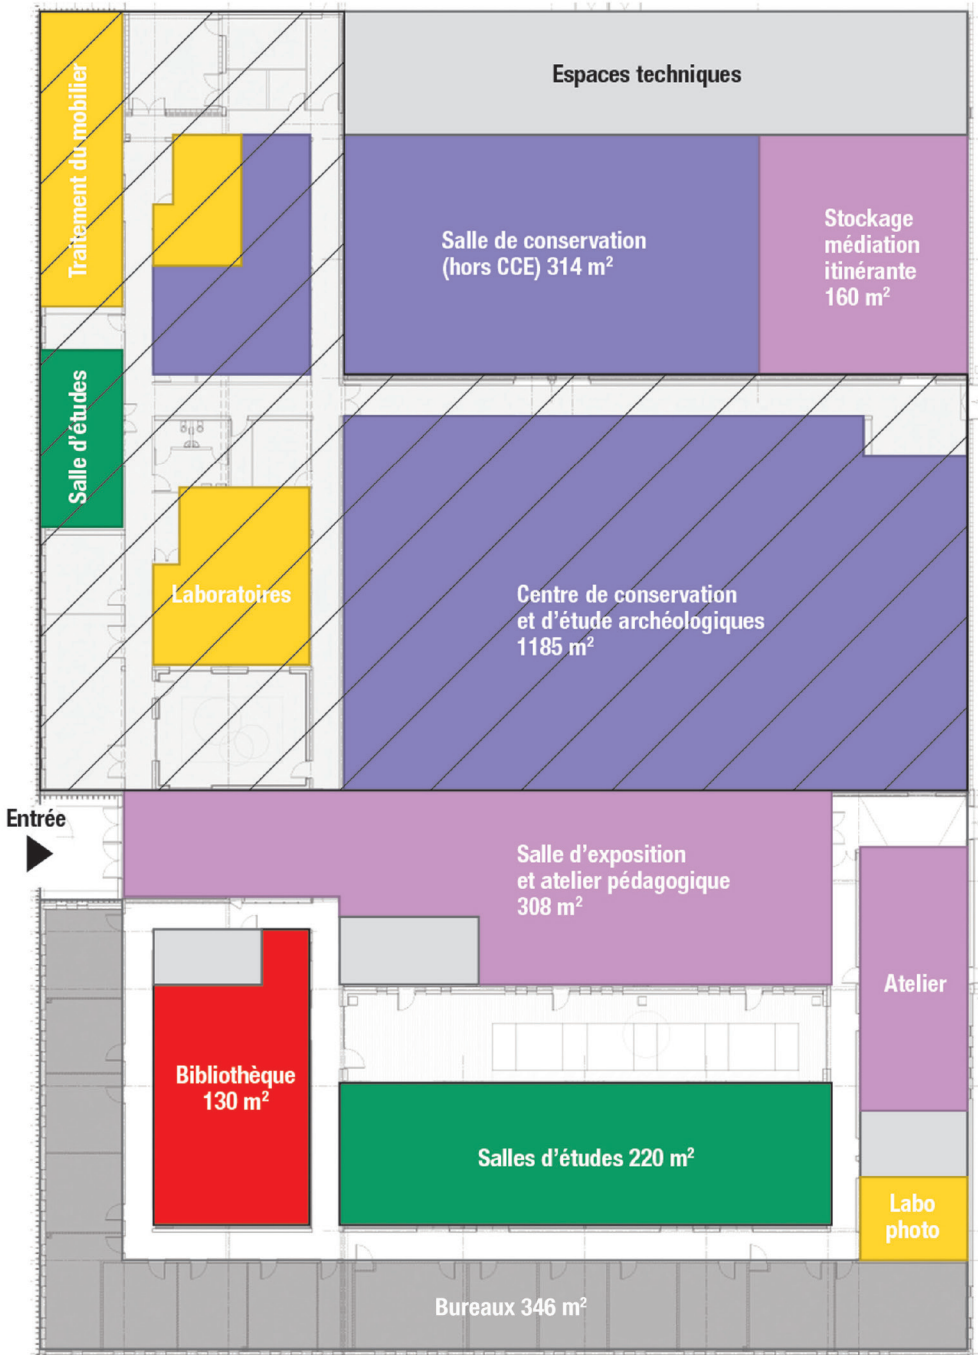 Espaces techniques
Traitement du mobilier
Salle de conservation
(hors CCE) 314 m²
Stockage
médiation
itinérante
160 m²
Salle d'études
Laboratoires
Centre de conservation
et d'étude archéologiques
1185 m²
Entrée
Salle d'exposition
et atelier pédagogique
308 m²
Atelier
Bibliothèque
130 m²
Salles d'études 220 m²
Labo
photo
Bureaux 346 m²